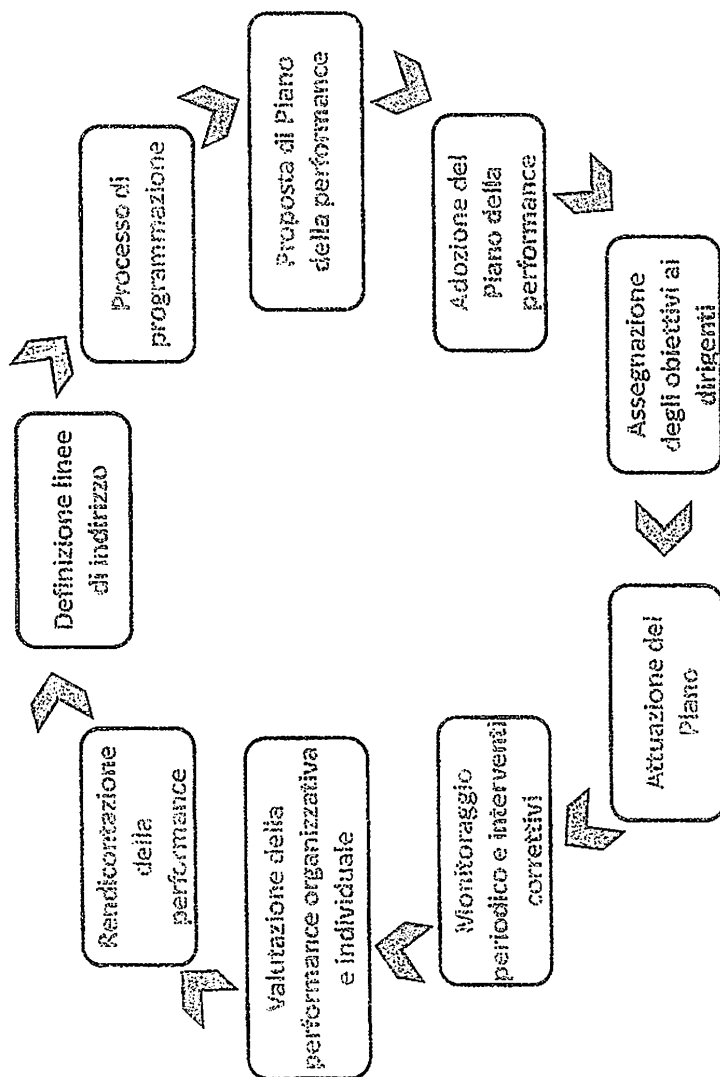 Definizione linee
di indirizzo
Processo di
programmazione
Proposta di Piano
della performance
Adozione del
Piano della
performance
Assegnazione
degli obiettivi ai
dirigenti
Attuazione del
Piano
Monitoraggio
periodico e interventi
correttivi
Valutazione della
performance organizzativa
e individuale
Rendicontazione
della
performance